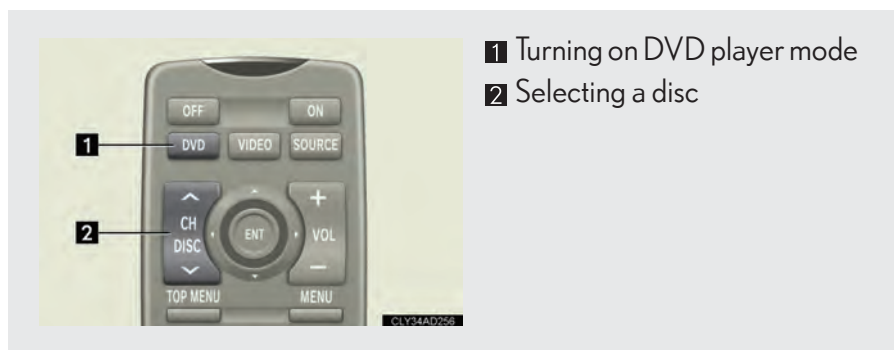 1 Turning on DVD player mode
2 Selecting a disc
OFF ON
1 DVD VIDEO SOURCE
2 CH DISC ENT + VOL −
TOP MENU MENU
CLY34AD256